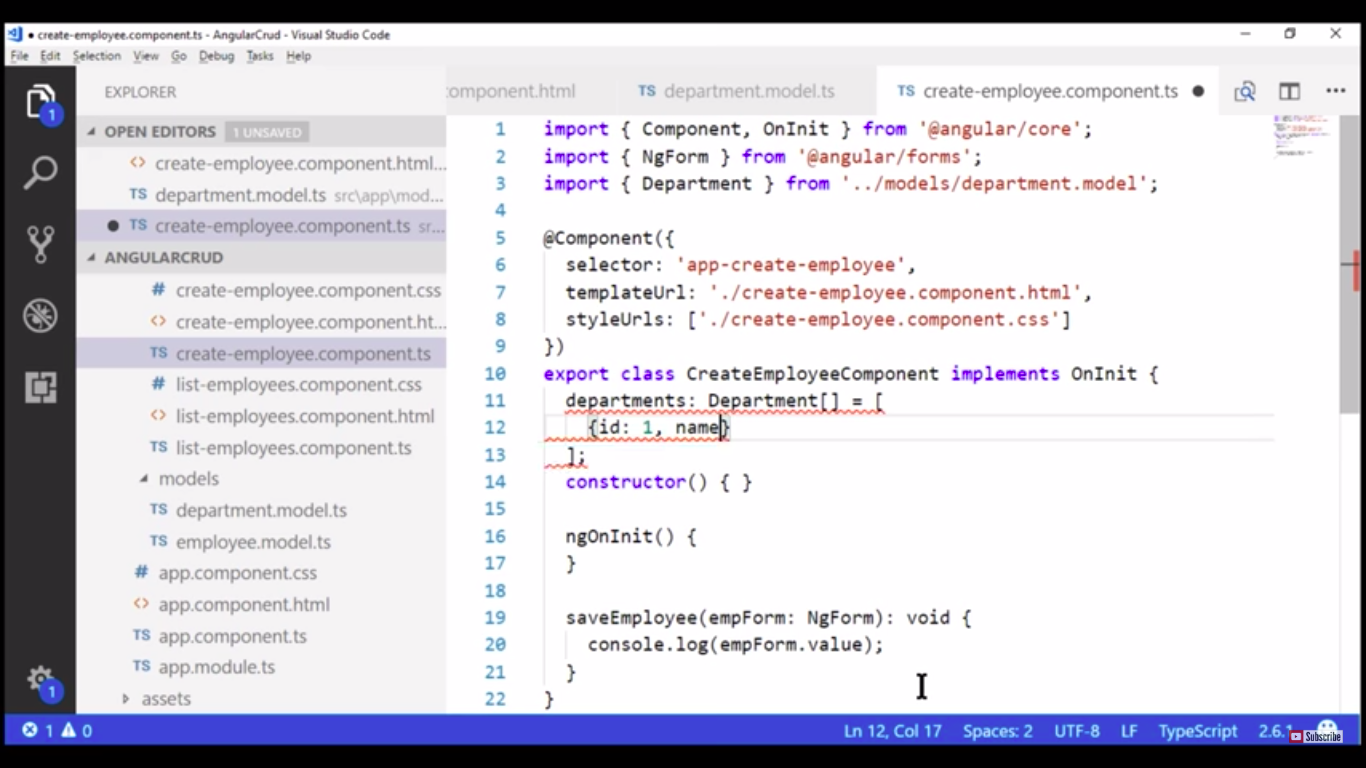 create-employee.component.ts - AngularCrud - Visual Studio Code
File Edit Selection View Go Debug Tasks Help
EXPLORER
omponent.html
TS department.model.ts
TS create-employee.component.ts
OPEN EDITORS 1 UNSAVED
<> create-employee.component.html...
TS department.model.ts src\app\mod...
TS create-employee.component.ts sr...
ANGULARCRUD
# create-employee.component.css
<> create-employee.component.ht...
TS create-employee.component.ts
# list-employees.component.css
<> list-employees.component.html
TS list-employees.component.ts
models
TS department.model.ts
TS employee.model.ts
# app.component.css
<> app.component.html
TS app.component.ts
TS app.module.ts
assets
1
1
1 import { Component, OnInit } from '@angular/core';
2 import { NgForm } from '@angular/forms';
3 import { Department } from '../models/department.model';
4
5 @Component({
6 selector: 'app-create-employee',
7 templateUrl: './create-employee.component.html',
8 styleUrls: ['./create-employee.component.css']
9 })
10 export class CreateEmployeeComponent implements OnInit {
11 departments: Department[] = [
12 {id: 1, name}
13 ];
14 constructor() { }
15
16 ngOnInit() {
17 }
18
19 saveEmployee(empForm: NgForm): void {
20 console.log(empForm.value);
21 }
22 }
1 0
Ln 12, Col 17 Spaces: 2 UTF-8 LF TypeScript 2.6.
Subscribe